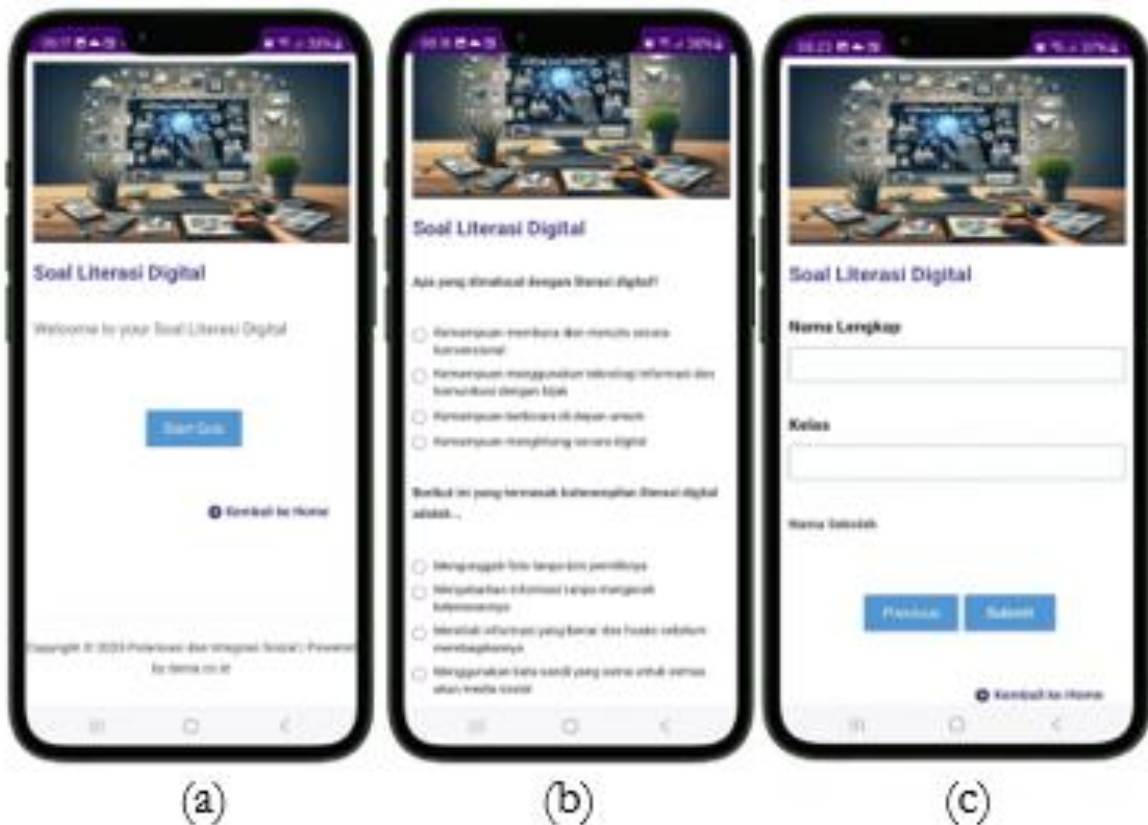 Soal Literasi Digital
Welcome to your Soal Literasi Digital
Start Quiz
Kembali ke Home
(a)
Soal Literasi Digital
Apa yang dimaksud dengan literasi digital?
Kemampuan membaca dan menulis secara
konvensional
Kemampuan menggunakan teknologi informasi dan
komunikasi dengan bijak
Kemampuan berbicara di depan umum
Kemampuan menghitung secara digital
Berikut ini yang termasuk keterampilan literasi digital
adalah...
Mengunggah foto tanpa izin pemiliknya
Menyebarkan informasi tanpa mengecek
kebenarannya
Memilah informasi yang benar dan hoaks sebelum
membagikannya
Menggunakan kata sandi yang sama untuk semua
akun media sosial
(b)
Soal Literasi Digital
Nama Lengkap
Kelas
Nama Sekolah
Previous
Submit
Kembali ke Home
(c)